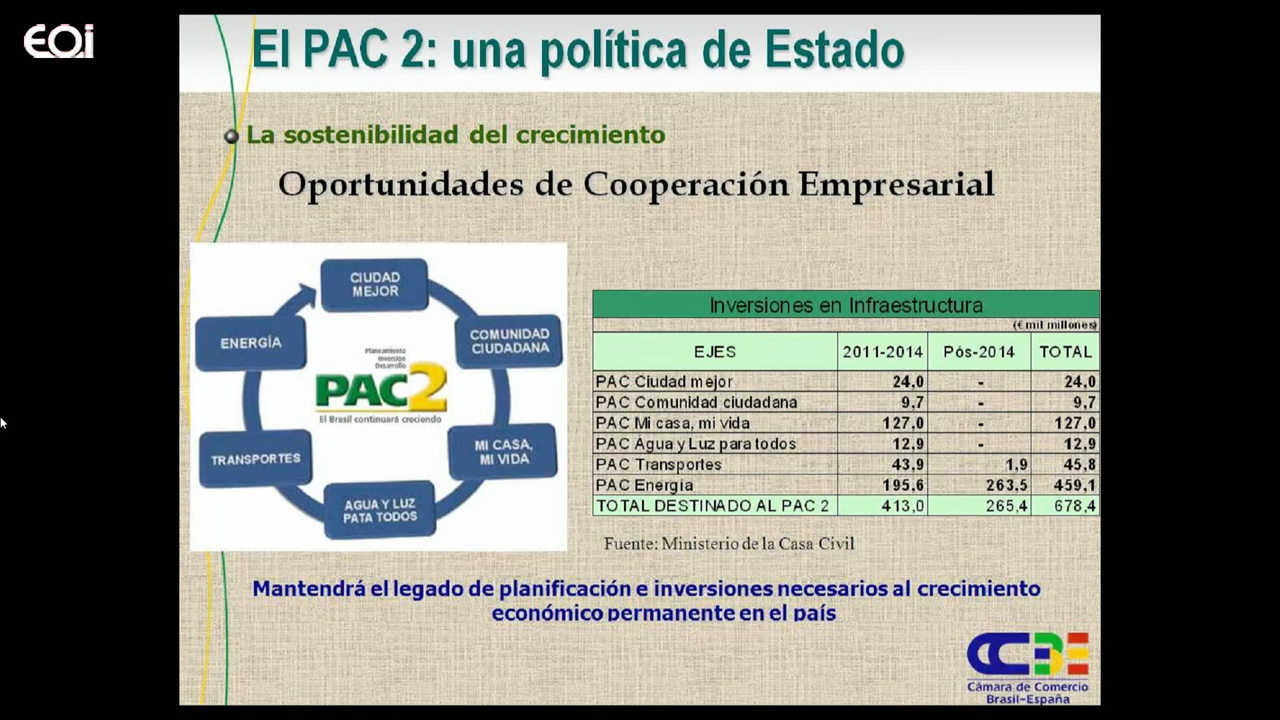 EOi
El PAC 2: una política de Estado
La sostenibilidad del crecimiento
Oportunidades de Cooperación Empresarial
CIUDAD
MEJOR
COMUNIDAD
CIUDADANA
MI CASA,
MI VIDA
AGUA Y LUZ
PATA TODOS
TRANSPORTES
ENERGÍA
Planeamiento
Inversion
Desarrollo
PAC2
El Brasil continuará creciendo
Inversiones en Infraestructura
(€ mil millones)
EJES 2011-2014 Pós-2014 TOTAL
PAC Ciudad mejor 24,0 - 24,0
PAC Comunidad ciudadana 9,7 - 9,7
PAC Mi casa, mi vida 127,0 - 127,0
PAC Agua y Luz para todos 12,9 - 12,9
PAC Transportes 43,9 1,9 45,8
PAC Energia 195,6 263,5 459,1
TOTAL DESTINADO AL PAC 2 413,0 265,4 678,4
Fuente: Ministerio de la Casa Civil
Mantendrá el legado de planificación e inversiones necesarios al crecimiento
económico permanente en el país
CCBE
Cámara de Comercio
Brasil-España